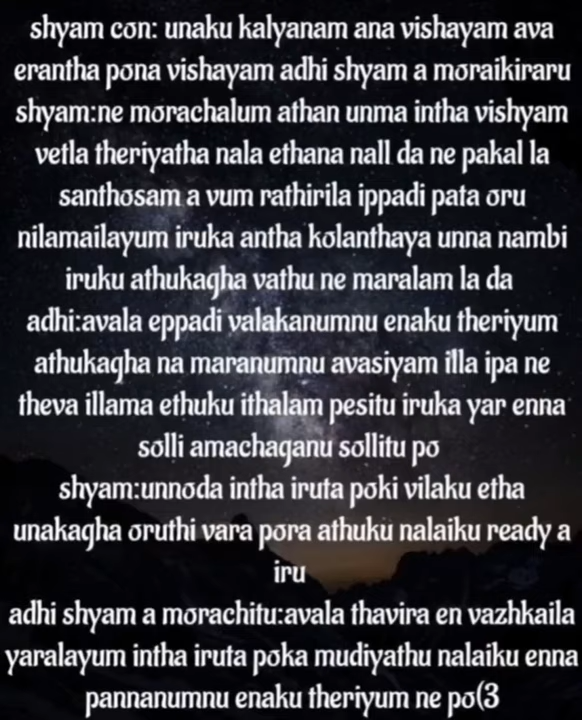 shyam con: unaku kalyanam ana vishayam ava
erantha pona vishayam adhi shyam a moraikiraru
shyam:ne morachalum athan unma intha vishyam
vetla theriyatha nala ethana nall da ne pakal la
santhosam a vum rathirila ippadi pata oru
nilamailayum iruka antha kolanthaya unna nambi
iruku athukagha vathu ne maralam la da
adhi:avala eppadi valakanumnu enaku theriyum
athukagha na maranumnu avasiyam illa ipa ne
theva illama ethuku ithalam pesitu iruka yar enna
solli amachaganu sollitu po
shyam:unnoda intha iruta poki vilaku etha
unakagha oruthi vara pora athuku nalaiku ready a
iru
adhi shyam a morachitu:avala thavira en vazhkaila
yaralayum intha iruta poka mudiyathu nalaiku enna
pannanumnu enaku theriyum ne po(3